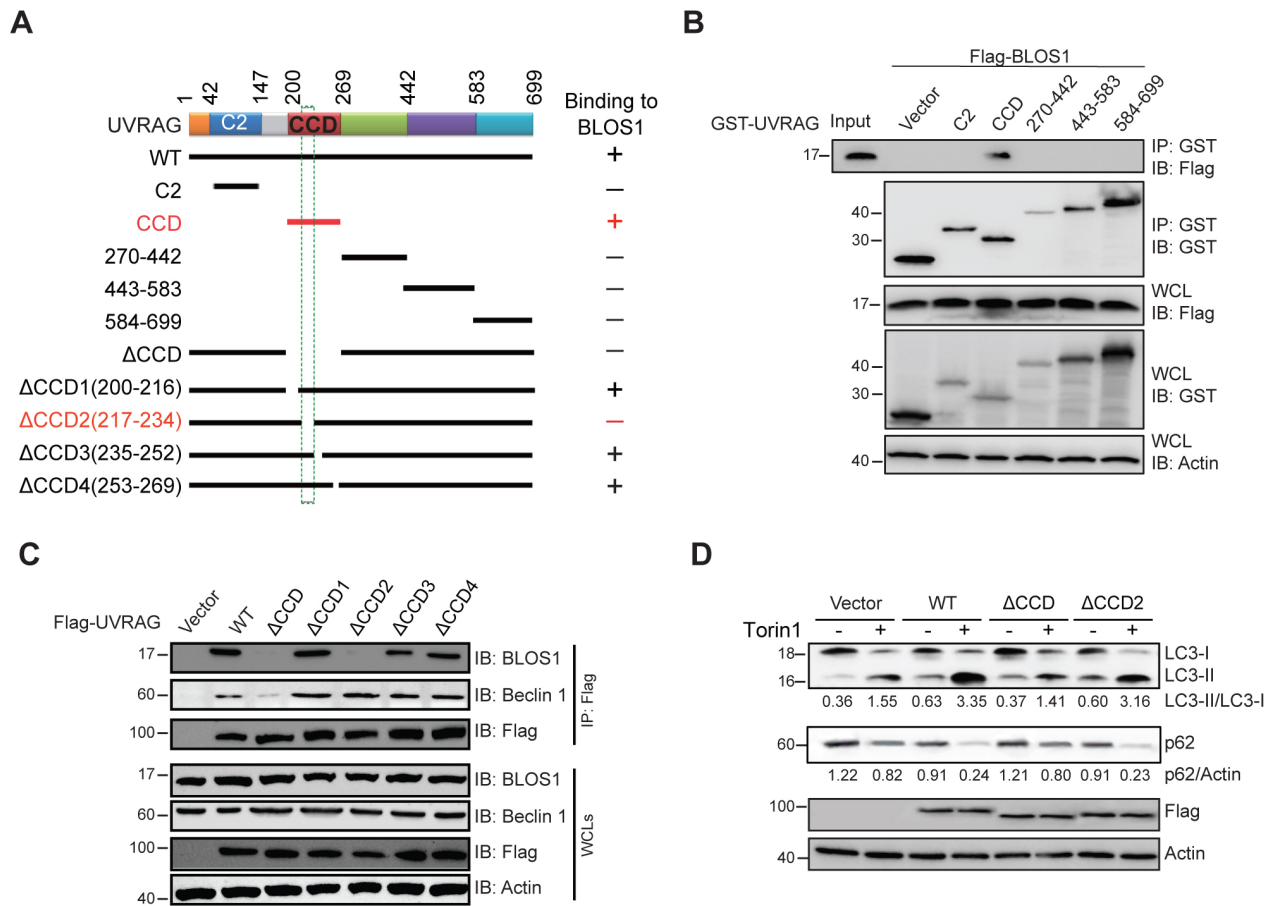 A
1 42 147 200 269 442 583 699
UVRAG C2 CCD
Binding to
BLOS1
WT +
C2 —
CCD +
270-442 —
443-583 —
584-699 —
ΔCCD —
ΔCCD1(200-216) +
ΔCCD2(217-234) —
ΔCCD3(235-252) +
ΔCCD4(253-269) +
B
Flag-BLOS1
GST-UVRAG Input Vector C2 CCD 270-442 443-583 584-699
17
IP: GST
IB: Flag
40
30
IP: GST
IB: GST
17
WCL
IB: Flag
40
30
WCL
IB: GST
40
WCL
IB: Actin
C
Flag-UVRAG Vector WT ΔCCD ΔCCD1 ΔCCD2 ΔCCD3 ΔCCD4
17 IB: BLOS1
60 IB: Beclin 1
100 IB: Flag
IP: Flag
17 IB: BLOS1
60 IB: Beclin 1
100 IB: Flag
40 IB: Actin
WCLs
D
Vector WT ΔCCD ΔCCD2
Torin1 - + - + - + - +
18 LC3-I
16 LC3-II
0.36 1.55 0.63 3.35 0.37 1.41 0.60 3.16 LC3-II/LC3-I
60 p62
1.22 0.82 0.91 0.24 1.21 0.80 0.91 0.23 p62/Actin
100 Flag
40 Actin